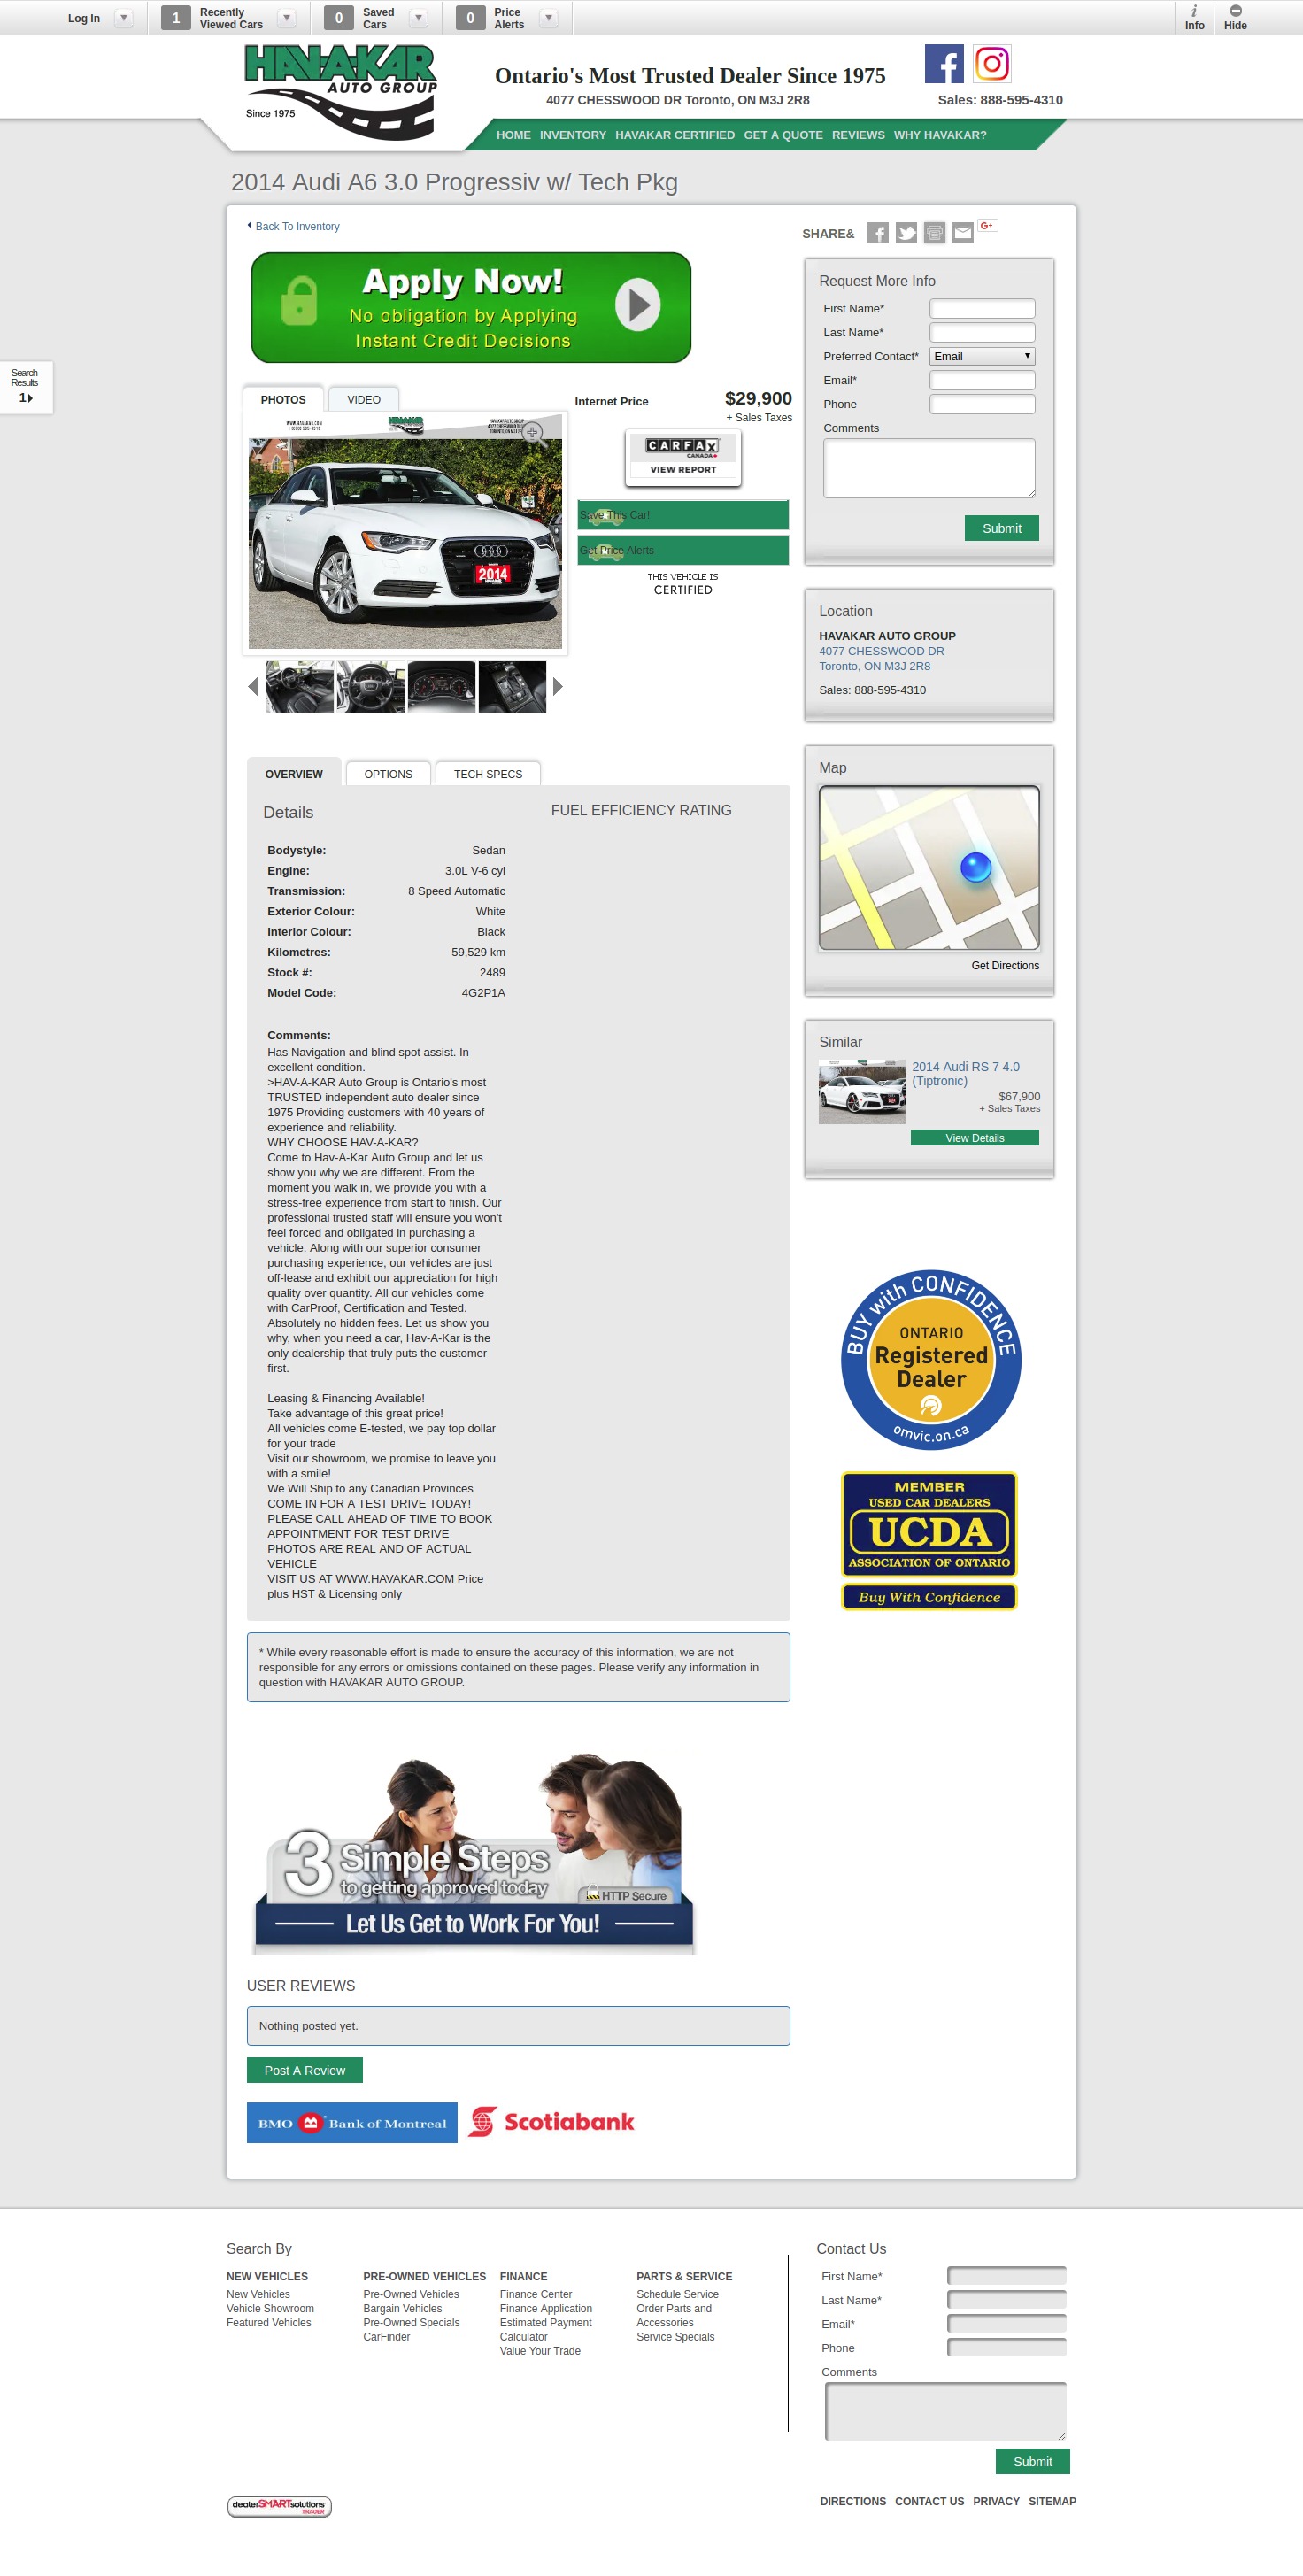 Log In
1
Recently
Viewed Cars
0
Saved
Cars
0
Price
Alerts
Info
Hide
HAV-A-KAR
AUTO GROUP
Since 1975
Ontario's Most Trusted Dealer Since 1975
4077 CHESSWOOD DR Toronto, ON M3J 2R8
Sales: 888-595-4310
HOME INVENTORY HAVAKAR CERTIFIED GET A QUOTE REVIEWS WHY HAVAKAR?
2014 Audi A6 3.0 Progressiv w/ Tech Pkg
Back To Inventory
SHARE&
G+
Apply Now!
No obligation by Applying
Instant Credit Decisions
Search
Results
1
PHOTOS
VIDEO
2014
Internet Price
$29,900
+ Sales Taxes
CARFAX
CANADA
VIEW REPORT
Save This Car!
Get Price Alerts
THIS VEHICLE IS
CERTIFIED
Request More Info
First Name*
Last Name*
Preferred Contact* Email
Email*
Phone
Comments
Submit
Location
HAVAKAR AUTO GROUP
4077 CHESSWOOD DR
Toronto, ON M3J 2R8
Sales: 888-595-4310
Map
Get Directions
Similar
2014 Audi RS 7 4.0
(Tiptronic)
$67,900
+ Sales Taxes
View Details
OVERVIEW
OPTIONS
TECH SPECS
Details
FUEL EFFICIENCY RATING
Bodystyle: Sedan
Engine: 3.0L V-6 cyl
Transmission: 8 Speed Automatic
Exterior Colour: White
Interior Colour: Black
Kilometres: 59,529 km
Stock #: 2489
Model Code: 4G2P1A
Comments:
Has Navigation and blind spot assist. In
excellent condition.
>HAV-A-KAR Auto Group is Ontario's most
TRUSTED independent auto dealer since
1975 Providing customers with 40 years of
experience and reliability.
WHY CHOOSE HAV-A-KAR?
Come to Hav-A-Kar Auto Group and let us
show you why we are different. From the
moment you walk in, we provide you with a
stress-free experience from start to finish. Our
professional trusted staff will ensure you won't
feel forced and obligated in purchasing a
vehicle. Along with our superior consumer
purchasing experience, our vehicles are just
off-lease and exhibit our appreciation for high
quality over quantity. All our vehicles come
with CarProof, Certification and Tested.
Absolutely no hidden fees. Let us show you
why, when you need a car, Hav-A-Kar is the
only dealership that truly puts the customer
first.
Leasing & Financing Available!
Take advantage of this great price!
All vehicles come E-tested, we pay top dollar
for your trade
Visit our showroom, we promise to leave you
with a smile!
We Will Ship to any Canadian Provinces
COME IN FOR A TEST DRIVE TODAY!
PLEASE CALL AHEAD OF TIME TO BOOK
APPOINTMENT FOR TEST DRIVE
PHOTOS ARE REAL AND OF ACTUAL
VEHICLE
VISIT US AT WWW.HAVAKAR.COM Price
plus HST & Licensing only
BUY with CONFIDENCE
ONTARIO
Registered
Dealer
omvic.on.ca
MEMBER
USED CAR DEALERS
UCDA
ASSOCIATION OF ONTARIO
Buy With Confidence
* While every reasonable effort is made to ensure the accuracy of this information, we are not
responsible for any errors or omissions contained on these pages. Please verify any information in
question with HAVAKAR AUTO GROUP.
3 Simple Steps
to getting approved today
HTTP Secure
Let Us Get to Work For You!
USER REVIEWS
Nothing posted yet.
Post A Review
BMO Bank of Montreal
Scotiabank
Search By
NEW VEHICLES
New Vehicles
Vehicle Showroom
Featured Vehicles
PRE-OWNED VEHICLES
Pre-Owned Vehicles
Bargain Vehicles
Pre-Owned Specials
CarFinder
FINANCE
Finance Center
Finance Application
Estimated Payment
Calculator
Value Your Trade
PARTS & SERVICE
Schedule Service
Order Parts and
Accessories
Service Specials
Contact Us
First Name*
Last Name*
Email*
Phone
Comments
Submit
dealerSMARTsolutions
TRADER
DIRECTIONS CONTACT US PRIVACY SITEMAP